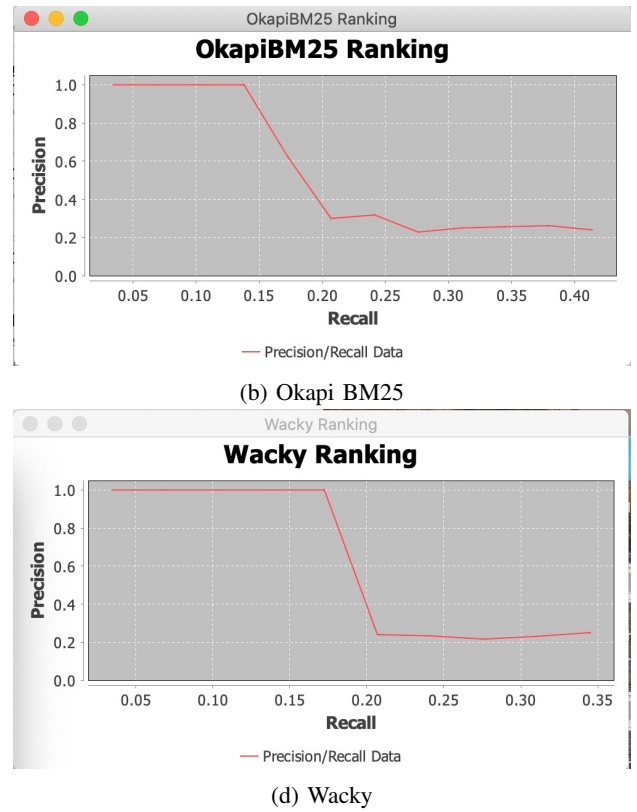 OkapiBM25 Ranking
OkapiBM25 Ranking
Precision
1.0
0.8
0.6
0.4
0.2
0.0
0.05 0.10 0.15 0.20 0.25 0.30 0.35 0.40
Recall
Precision/Recall Data
(b) Okapi BM25
Wacky Ranking
Wacky Ranking
Precision
1.0
0.8
0.6
0.4
0.2
0.0
0.05 0.10 0.15 0.20 0.25 0.30 0.35
Recall
Precision/Recall Data
(d) Wacky